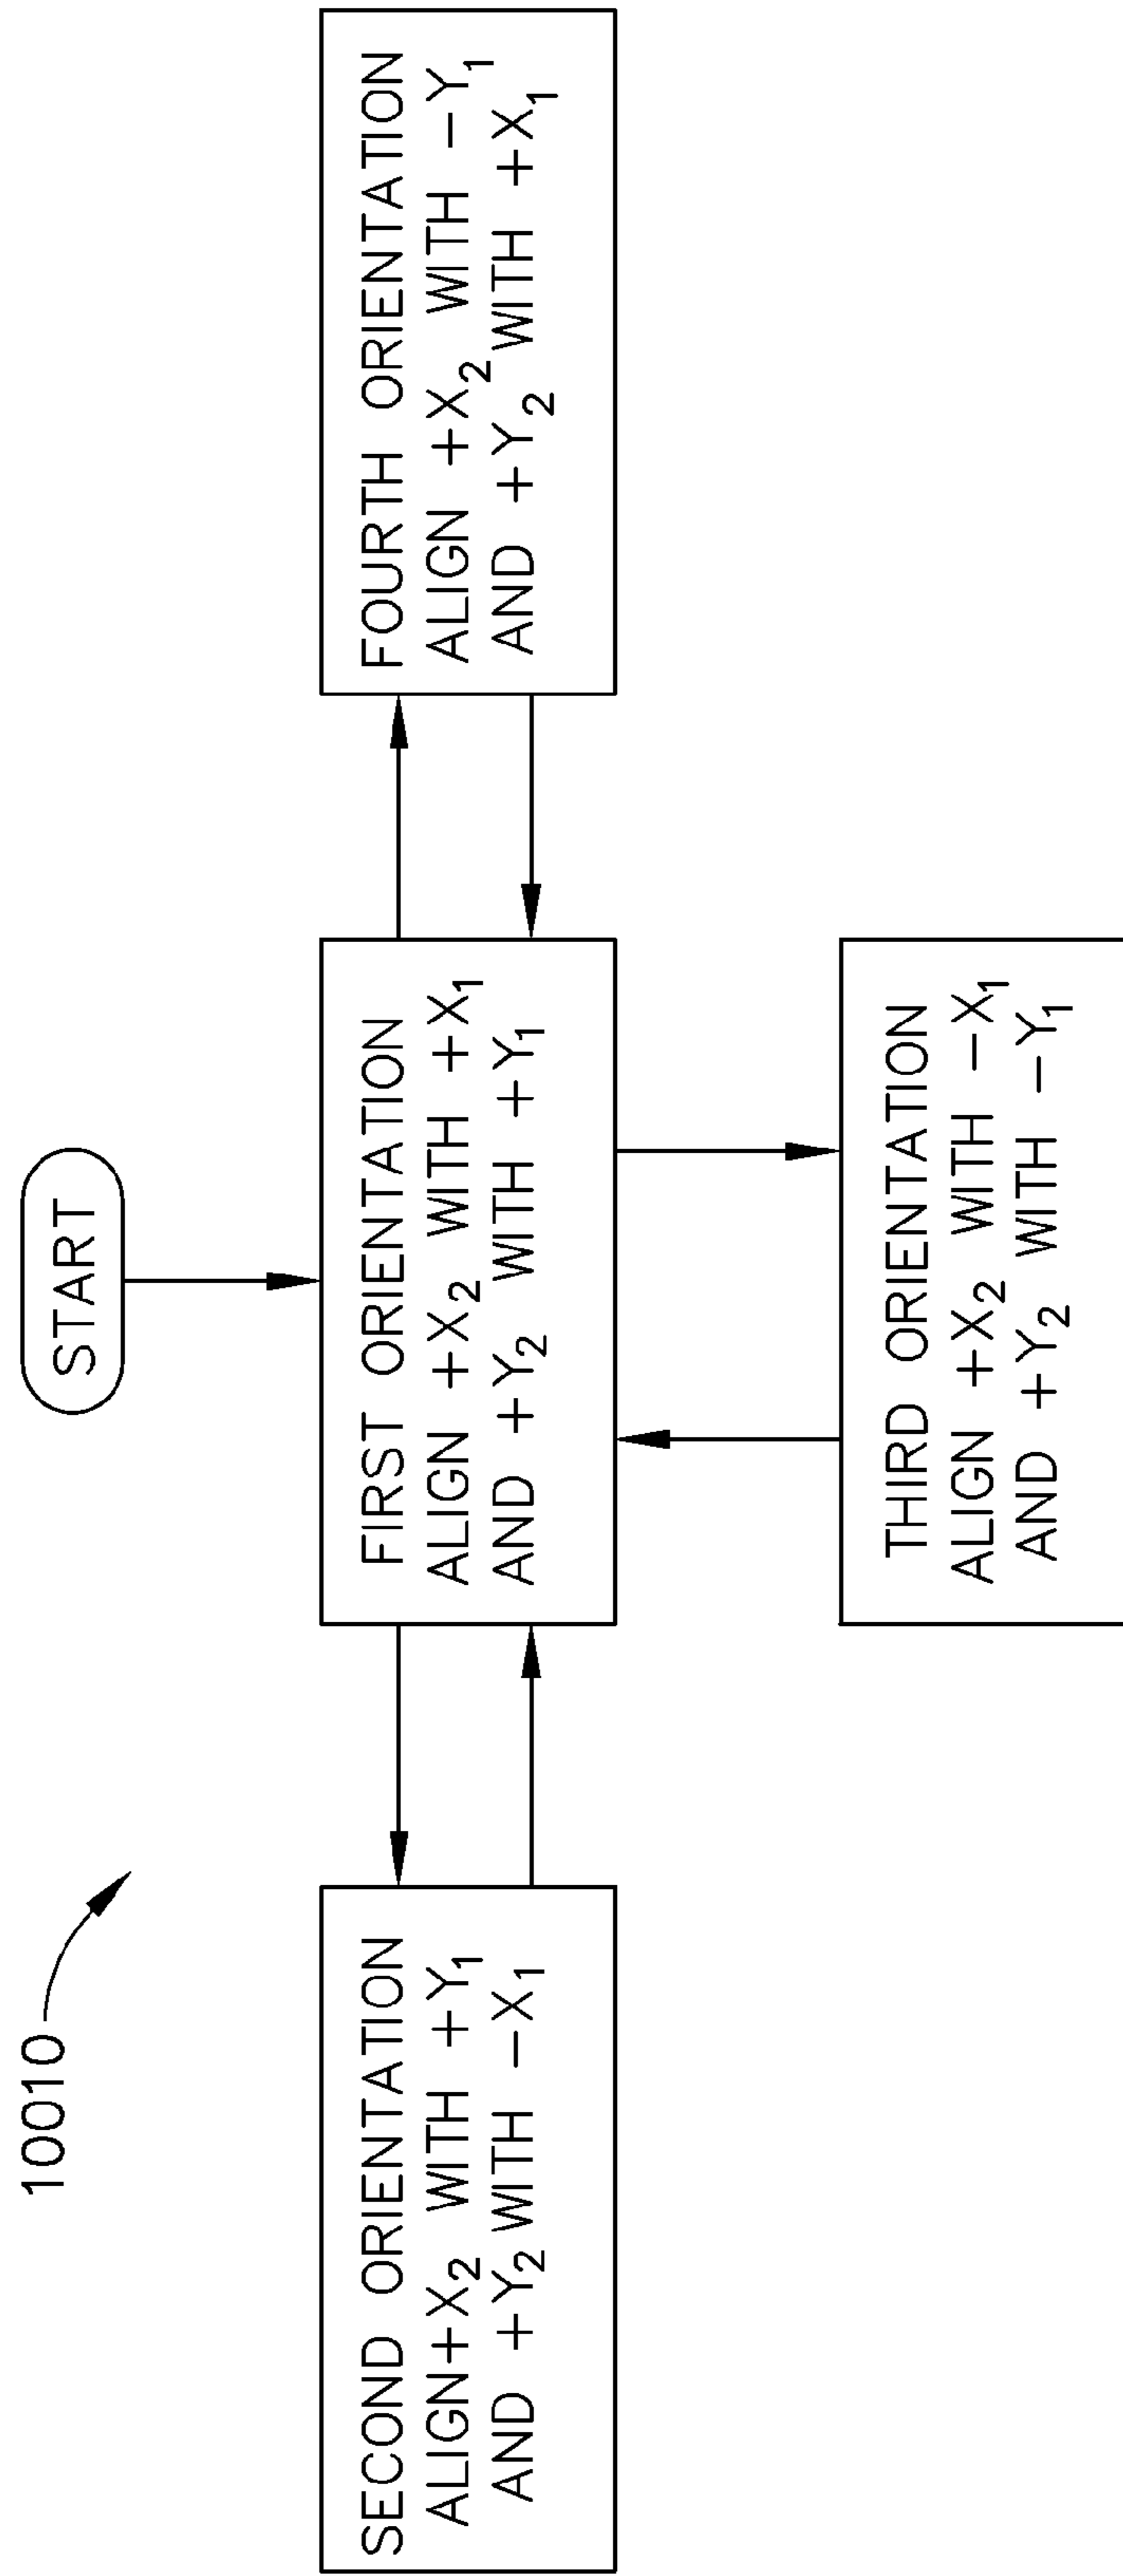 10010
START
SECOND ORIENTATION
ALIGN+X₂ WITH +Y₁
AND +Y₂ WITH −X₁
FIRST ORIENTATION
ALIGN +X₂ WITH +X₁
AND +Y₂ WITH +Y₁
FOURTH ORIENTATION
ALIGN +X₂ WITH −Y₁
AND +Y₂ WITH +X₁
THIRD ORIENTATION
ALIGN +X₂ WITH −X₁
AND +Y₂ WITH −Y₁